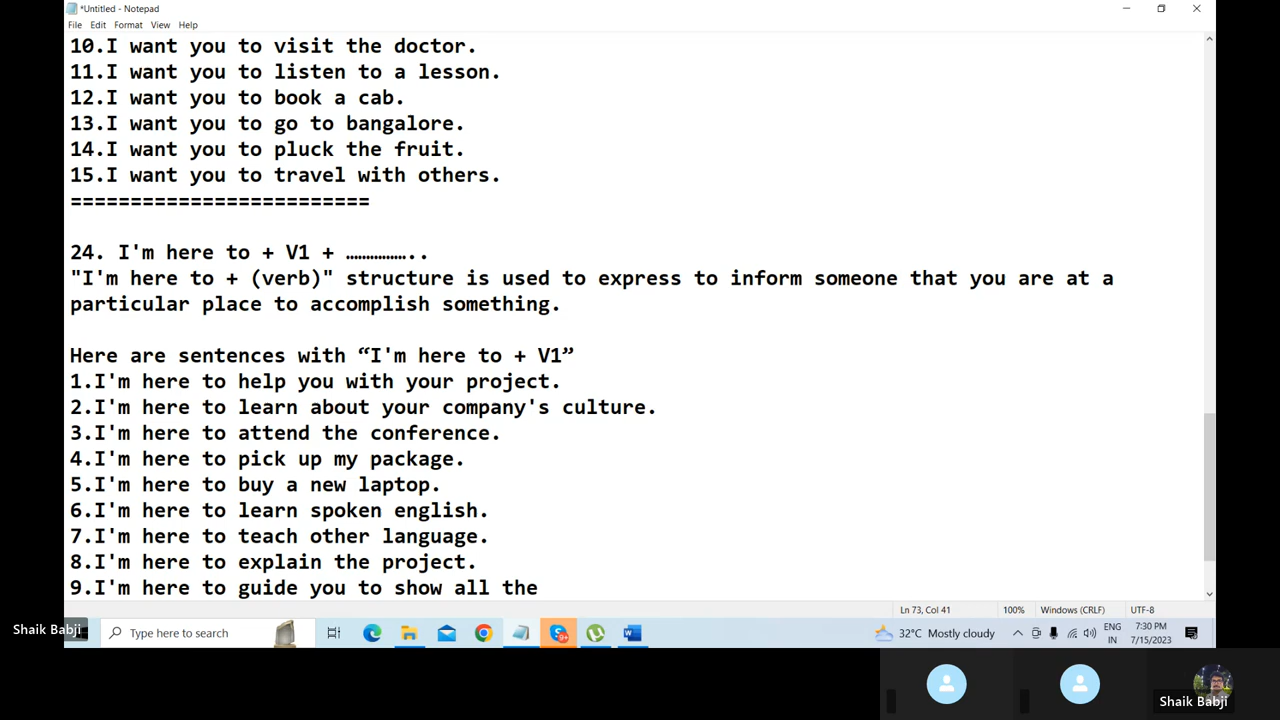 *Untitled - Notepad
File Edit Format View Help
10.I want you to visit the doctor.
11.I want you to listen to a lesson.
12.I want you to book a cab.
13.I want you to go to bangalore.
14.I want you to pluck the fruit.
15.I want you to travel with others.
=========================
24. I'm here to + V1 + ……………..
"I'm here to + (verb)" structure is used to express to inform someone that you are at a
particular place to accomplish something.
Here are sentences with “I'm here to + V1”
1.I'm here to help you with your project.
2.I'm here to learn about your company's culture.
3.I'm here to attend the conference.
4.I'm here to pick up my package.
5.I'm here to buy a new laptop.
6.I'm here to learn spoken english.
7.I'm here to teach other language.
8.I'm here to explain the project.
9.I'm here to guide you to show all the
Ln 73, Col 41 100% Windows (CRLF) UTF-8
Shaik Babji
Type here to search
32°C Mostly cloudy
ENG
IN
7:30 PM
7/15/2023
Shaik Babji